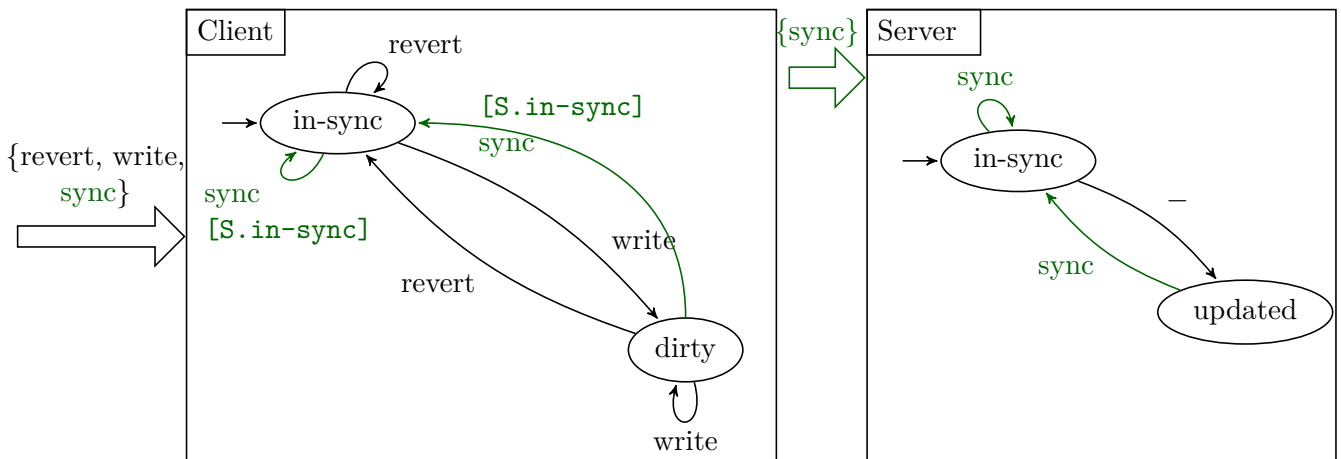 Client
{sync}
Server
revert
{revert, write,
sync}
in-sync
[S.in-sync]
sync
sync
[S.in-sync]
write
revert
dirty
write
sync
in-sync
–
sync
updated